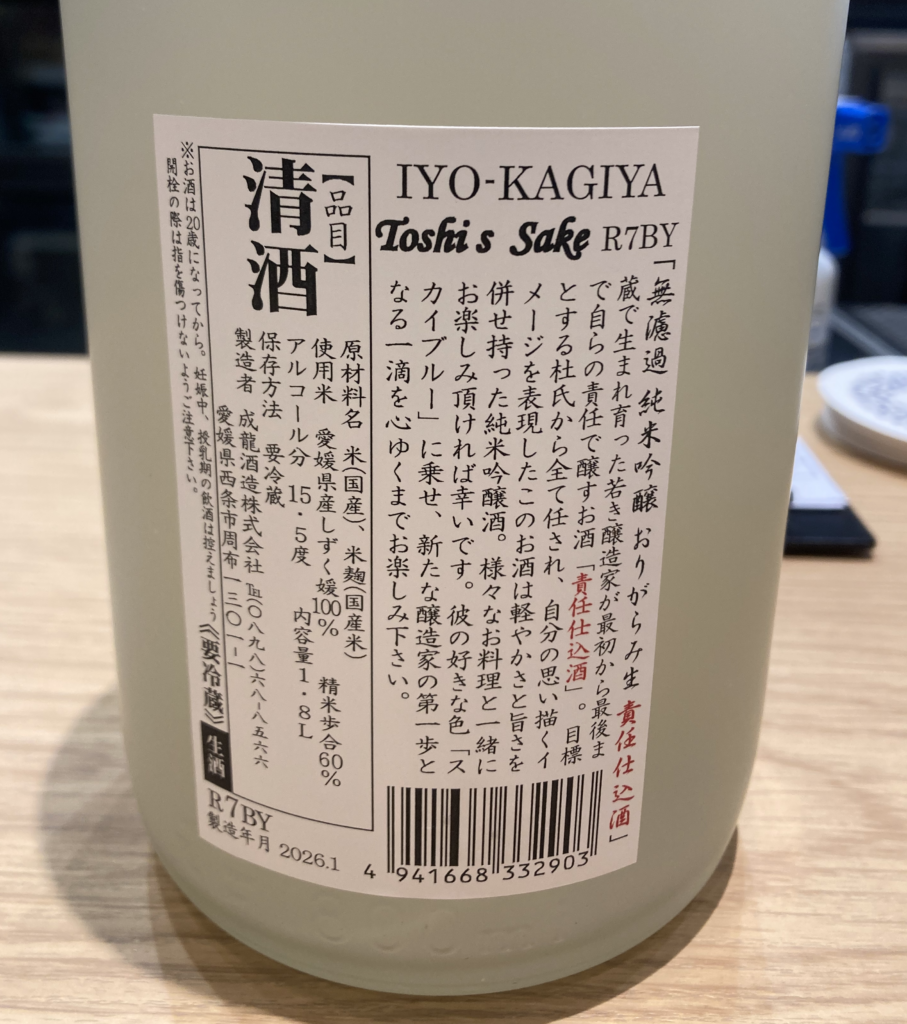 IYO-KAGIYA
Toshi's Sake R7BY
「無濾過 純米吟醸 おりがらみ生 責任仕込酒」
蔵で生まれ育った若き醸造家が最初から最後ま
で自らの責任で醸すお酒「責任仕込酒」。目標
とする杜氏から全て任され、自分の思い描くイ
メージを表現したこのお酒は軽やかさと旨さを
併せ持った純米吟醸酒。様々なお料理と一緒に
お楽しみ頂ければ幸いです。彼の好きな色「ス
カイブルー」に乗せ、新たな醸造家の第一歩と
なる一滴を心ゆくまでお楽しみ下さい。
4 941668 332903
【品目】
清酒
原材料名 米(国産)、米麹(国産米)
使用米 愛媛県産しずく媛100% 精米歩合60%
アルコール分 15・5度 内容量1・8L
保存方法 要冷蔵
製造者 成龍酒造株式会社 ℡(〇八九八)六八-八五六六
愛媛県西条市周布一三〇一-一
※お酒は20歳になってから。妊娠中、授乳期の飲酒は控えましょう《要冷蔵》 生酒
開栓の際は指を傷つけないようご注意下さい。
R7BY
製造年月 2026.1